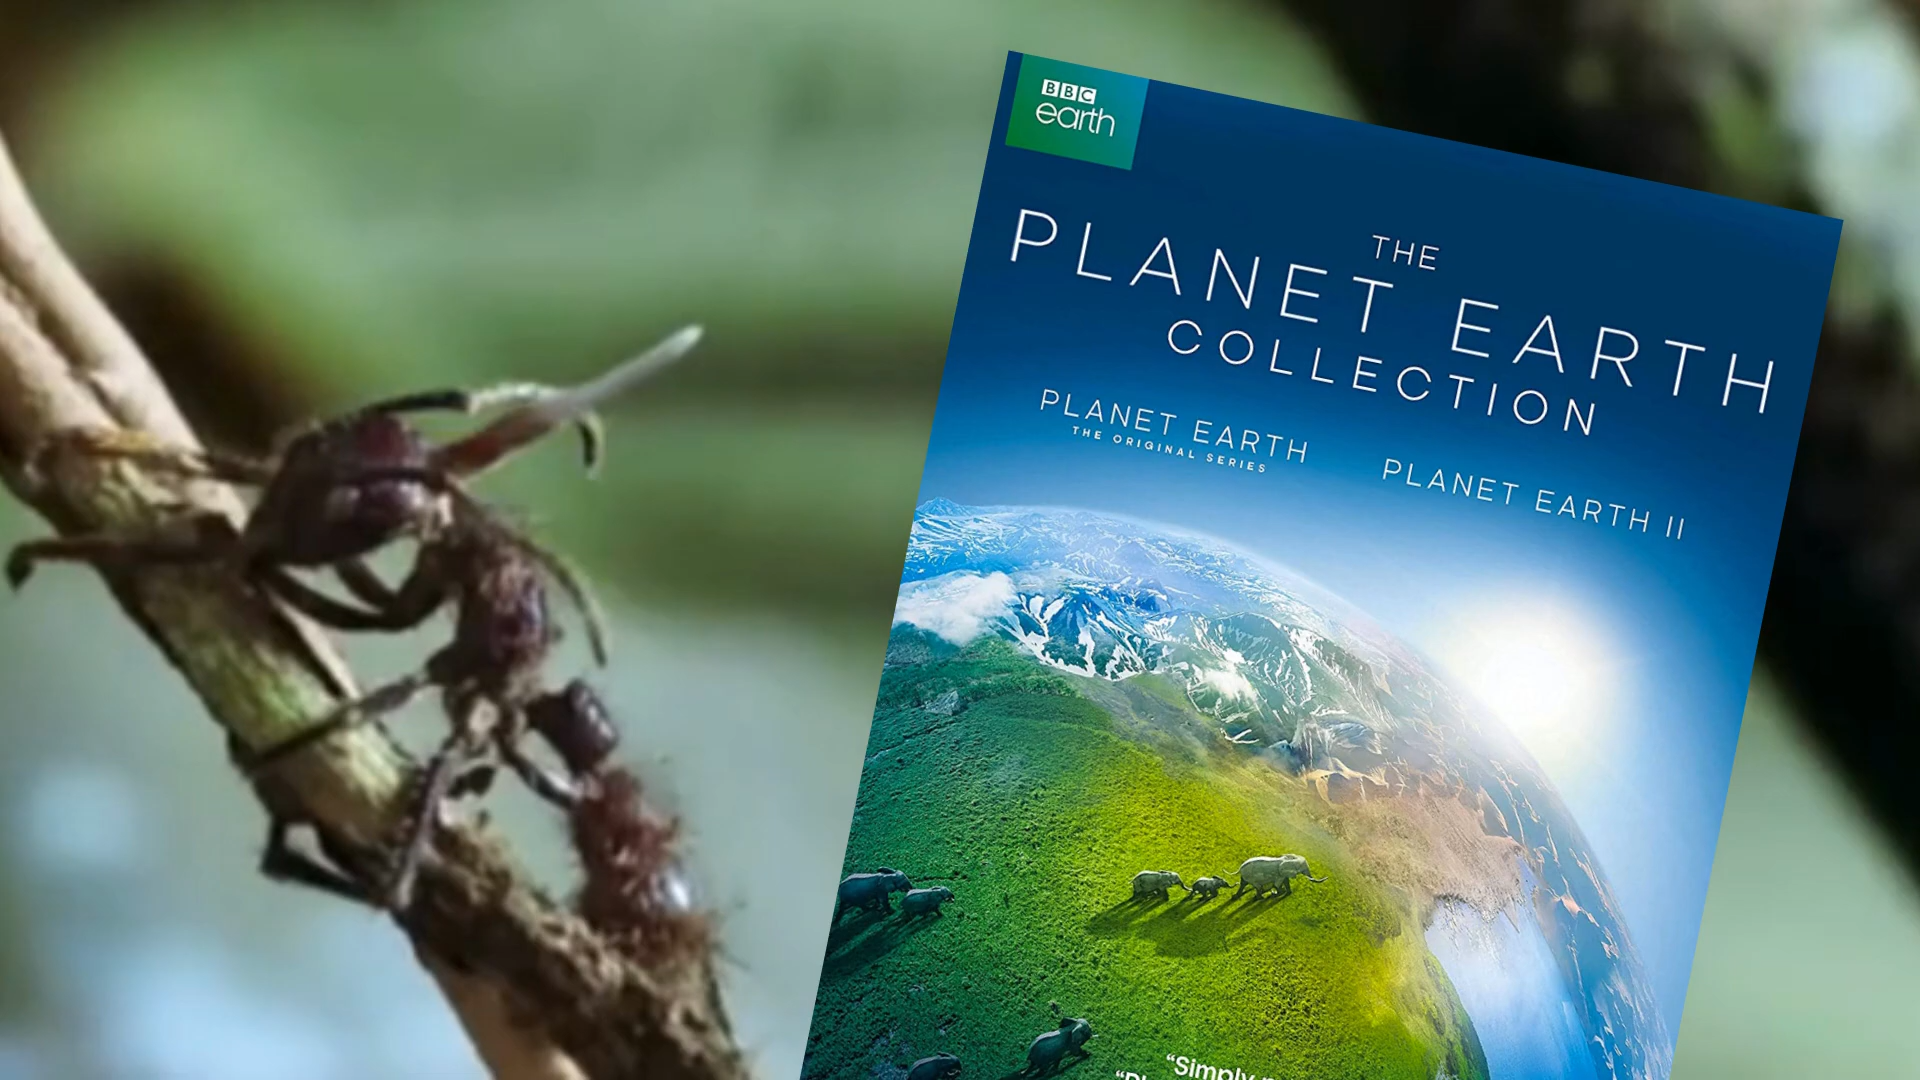 BBC
earth
THE
PLANET EARTH
COLLECTION
PLANET EARTH
THE ORIGINAL SERIES
PLANET EARTH II
“Simply